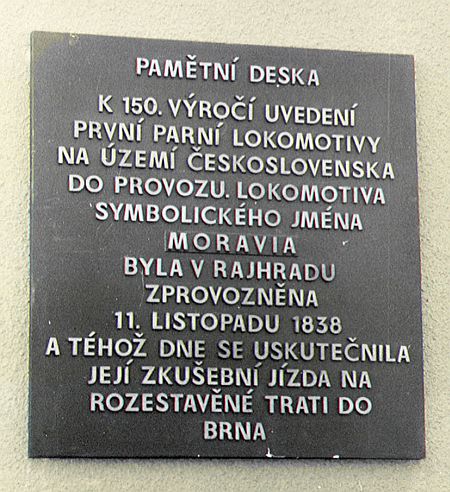 PAMĚTNÍ DESKA
K 150. VÝROČÍ UVEDENÍ
PRVNÍ PARNÍ LOKOMOTIVY
NA ÚZEMÍ ČESKOSLOVENSKA
DO PROVOZU. LOKOMOTIVA
SYMBOLICKÉHO JMÉNA
MORAVIA
BYLA V RAJHRADU
ZPROVOZNĚNA
11. LISTOPADU 1838
A TÉHOŽ DNE SE USKUTEČNILA
JEJÍ ZKUŠEBNÍ JÍZDA NA
ROZESTAVĚNÉ TRATI DO
BRNA